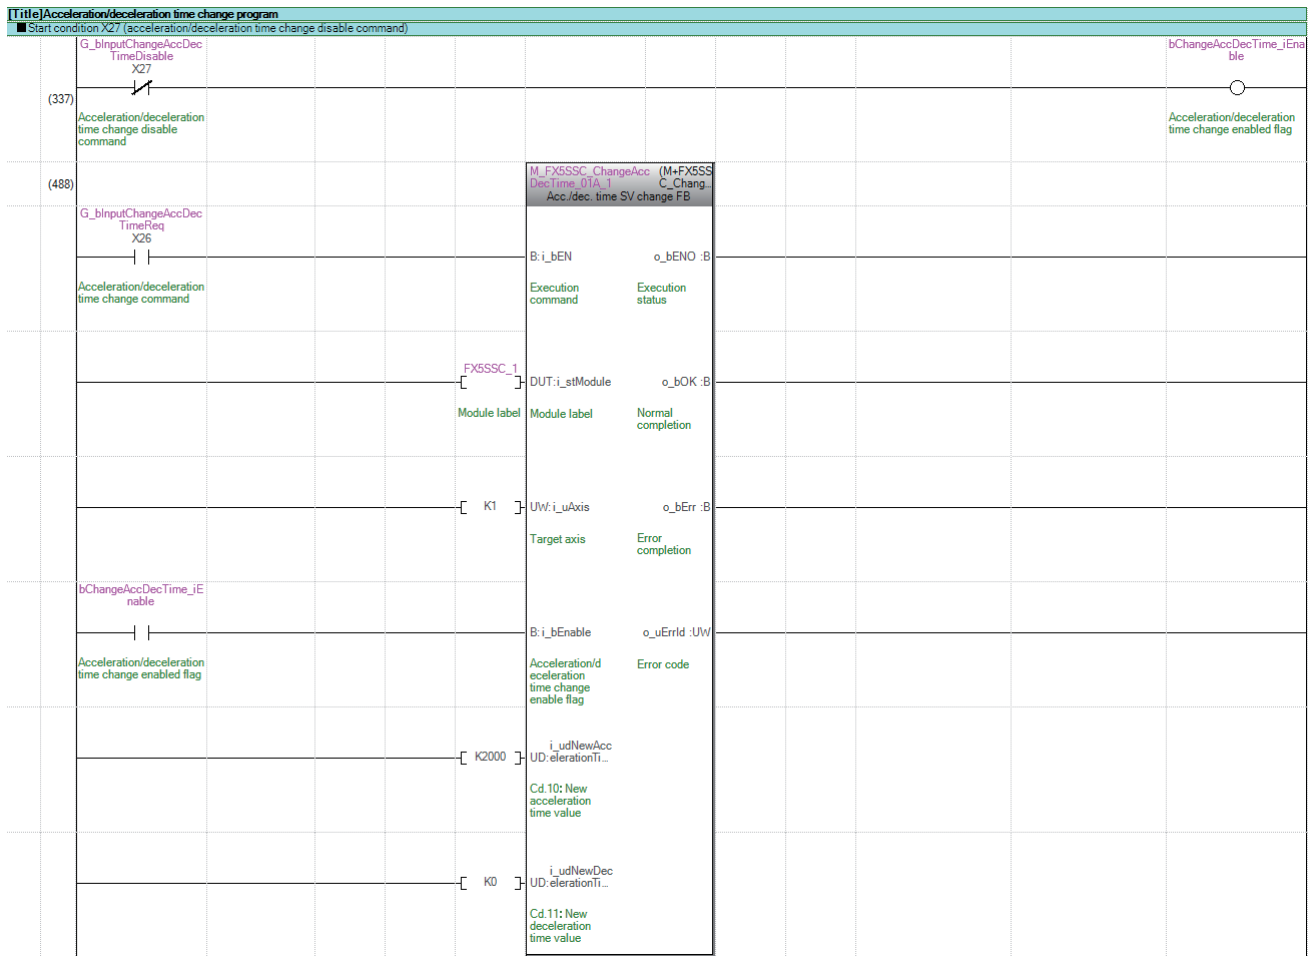 [Title]Acceleration/deceleration time change program
■Start condition X27 (acceleration/deceleration time change disable command)
G_bInputChangeAccDec
TimeDisable
X27
bChangeAccDecTime_iEna
ble
(337)
Acceleration/deceleration
time change disable
command
Acceleration/deceleration
time change enabled flag
(488)
M_FX5SSC_ChangeAcc
DecTime_01A_1
(M+FX5SS
C_Chang...
Acc./dec. time SV change FB
G_bInputChangeAccDec
TimeReq
X26
B:i_bEN
o_bENO :B
Acceleration/deceleration
time change command
Execution
command
Execution
status
FX5SSC_1
DUT:i_stModule
o_bOK :B
Module label
Module label
Normal
completion
K1
UW:i_uAxis
o_bErr :B
Target axis
Error
completion
bChangeAccDecTime_iE
nable
B:i_bEnable
o_uErrId :UW
Acceleration/deceleration
time change enabled flag
Acceleration/d
eceleration
time change
enable flag
Error code
K2000
i_udNewAcc
UD:elerationTi...
Cd.10: New
acceleration
time value
K0
i_udNewDec
UD:elerationTi...
Cd.11: New
deceleration
time value